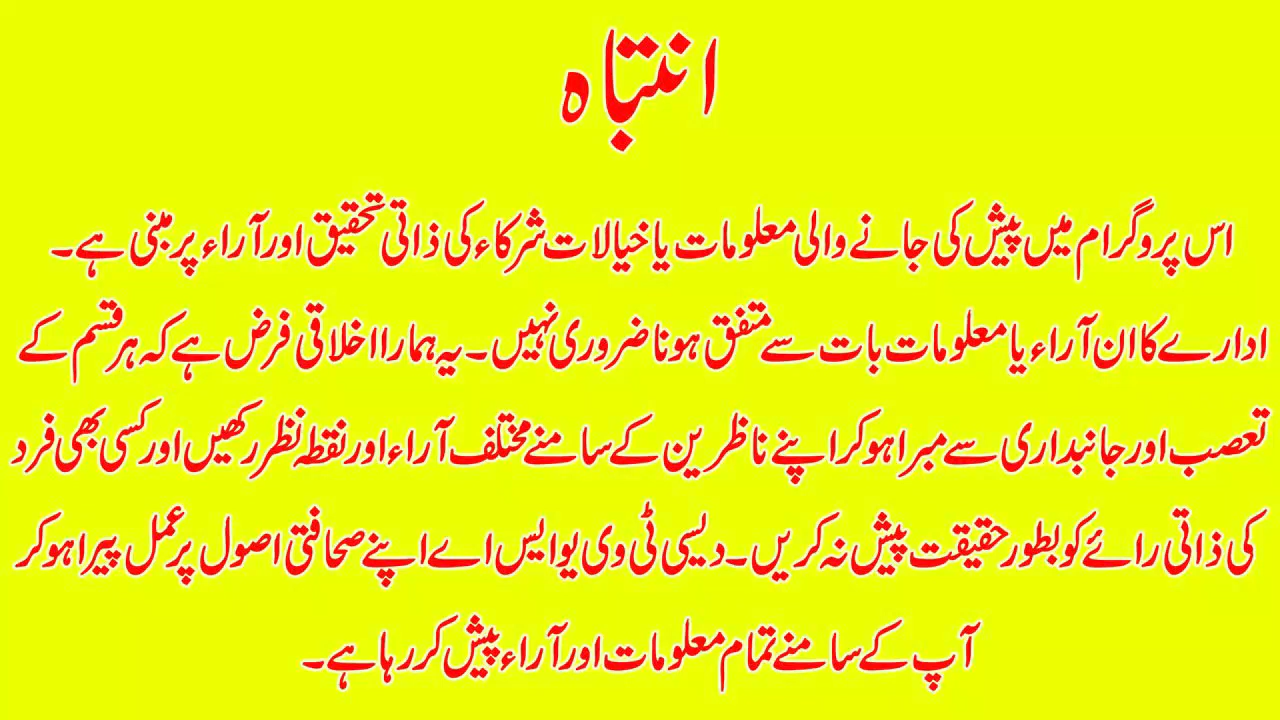 انتباہ
اس پروگرام میں پیش کی جانے والی معلومات یا خیالات شرکاء کی ذاتی تحقیق اور آراء پر مبنی ہے۔
ادارے کا ان آراء یا معلومات بات سے متفق ہونا ضروری نہیں۔ یہ ہمارا اخلاقی فرض ہے کہ ہر قسم کے
تعصب اور جانبداری سے مبرا ہو کر اپنے ناظرین کے سامنے مختلف آراء اور نقطہ نظر رکھیں اور کسی بھی فرد
کی ذاتی رائے کو بطور حقیقت پیش نہ کریں۔ دیسی ٹی وی یو ایس اے اپنے صحافتی اصول پر عمل پیرا ہو کر
آپ کے سامنے تمام معلومات اور آراء پیش کر رہا ہے۔